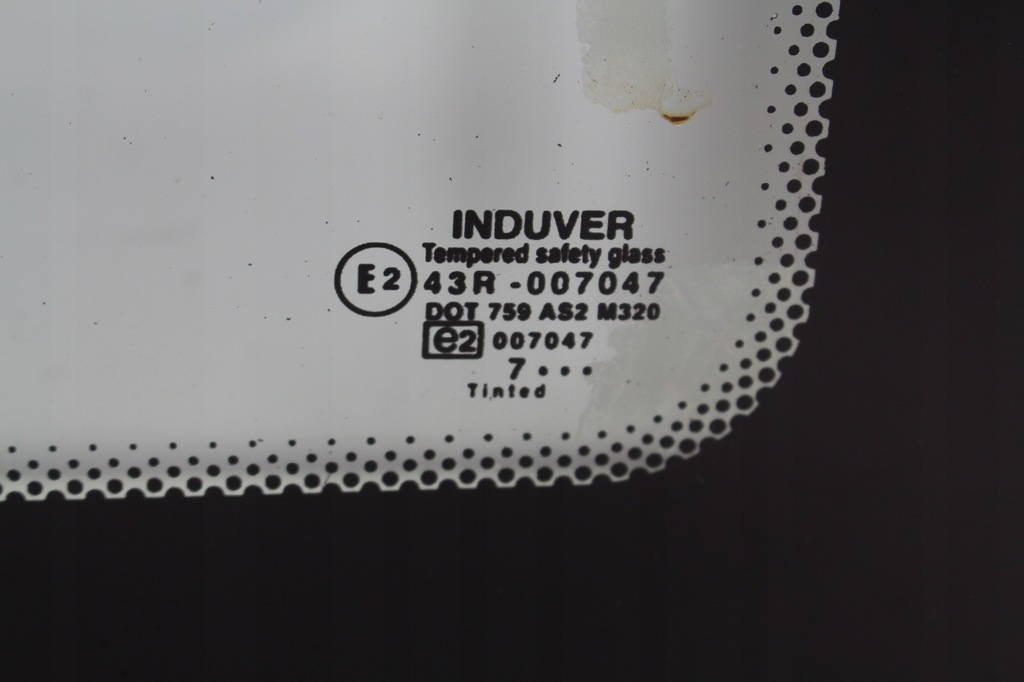 INDUVER
Tempered safety glass
E2 43R - 007047
DOT 759 AS2 M320
e2 007047
7 • • •
Tinted